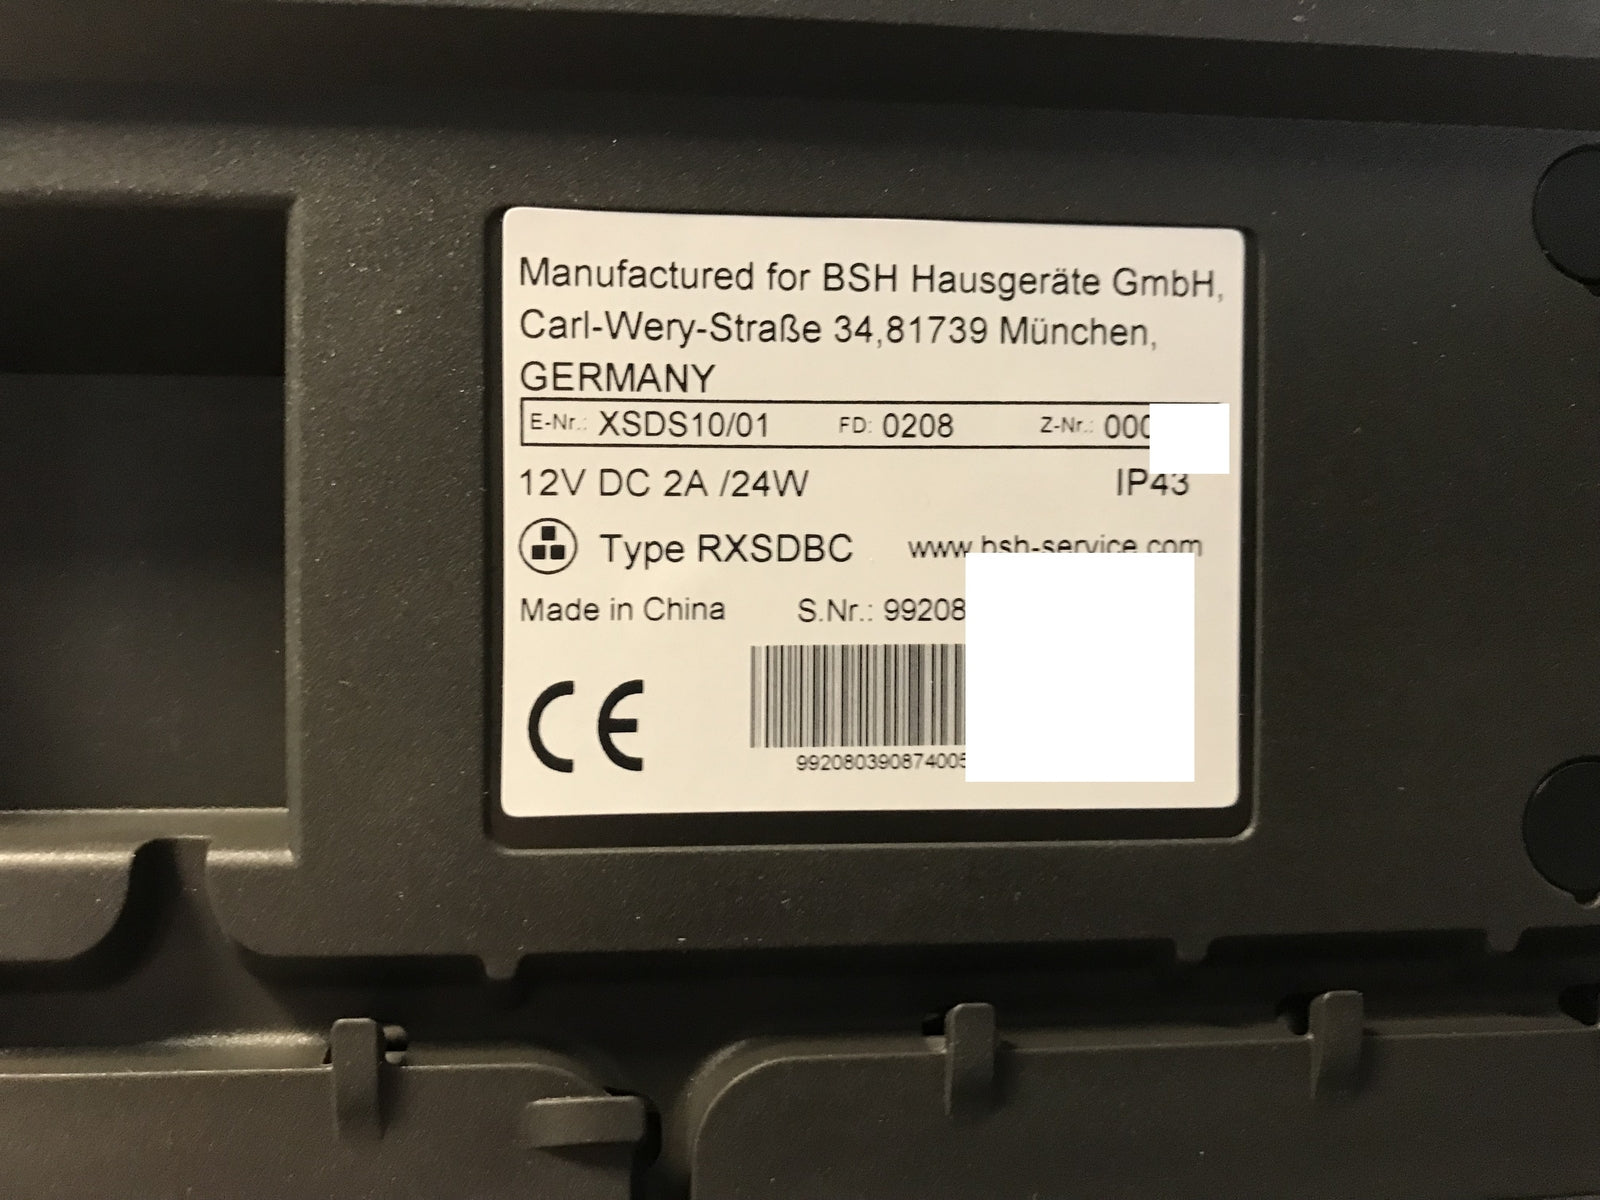 Manufactured for BSH Hausgeräte GmbH,
Carl-Wery-Straße 34,81739 München,
GERMANY
E-Nr.: XSDS10/01 FD: 0208 Z-Nr.: 000
12V DC 2A /24W IP43
Type RXSDBC www.bsh-service.com
Made in China S.Nr.: 99208
CE
992080390874005